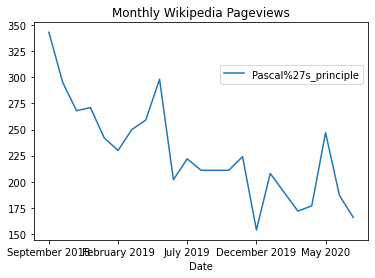 Monthly Wikipedia Pageviews
350
325
300
275
250
225
200
175
150
Pascal%27s_principle
September 2018 February 2019 July 2019 December 2019 May 2020
Date